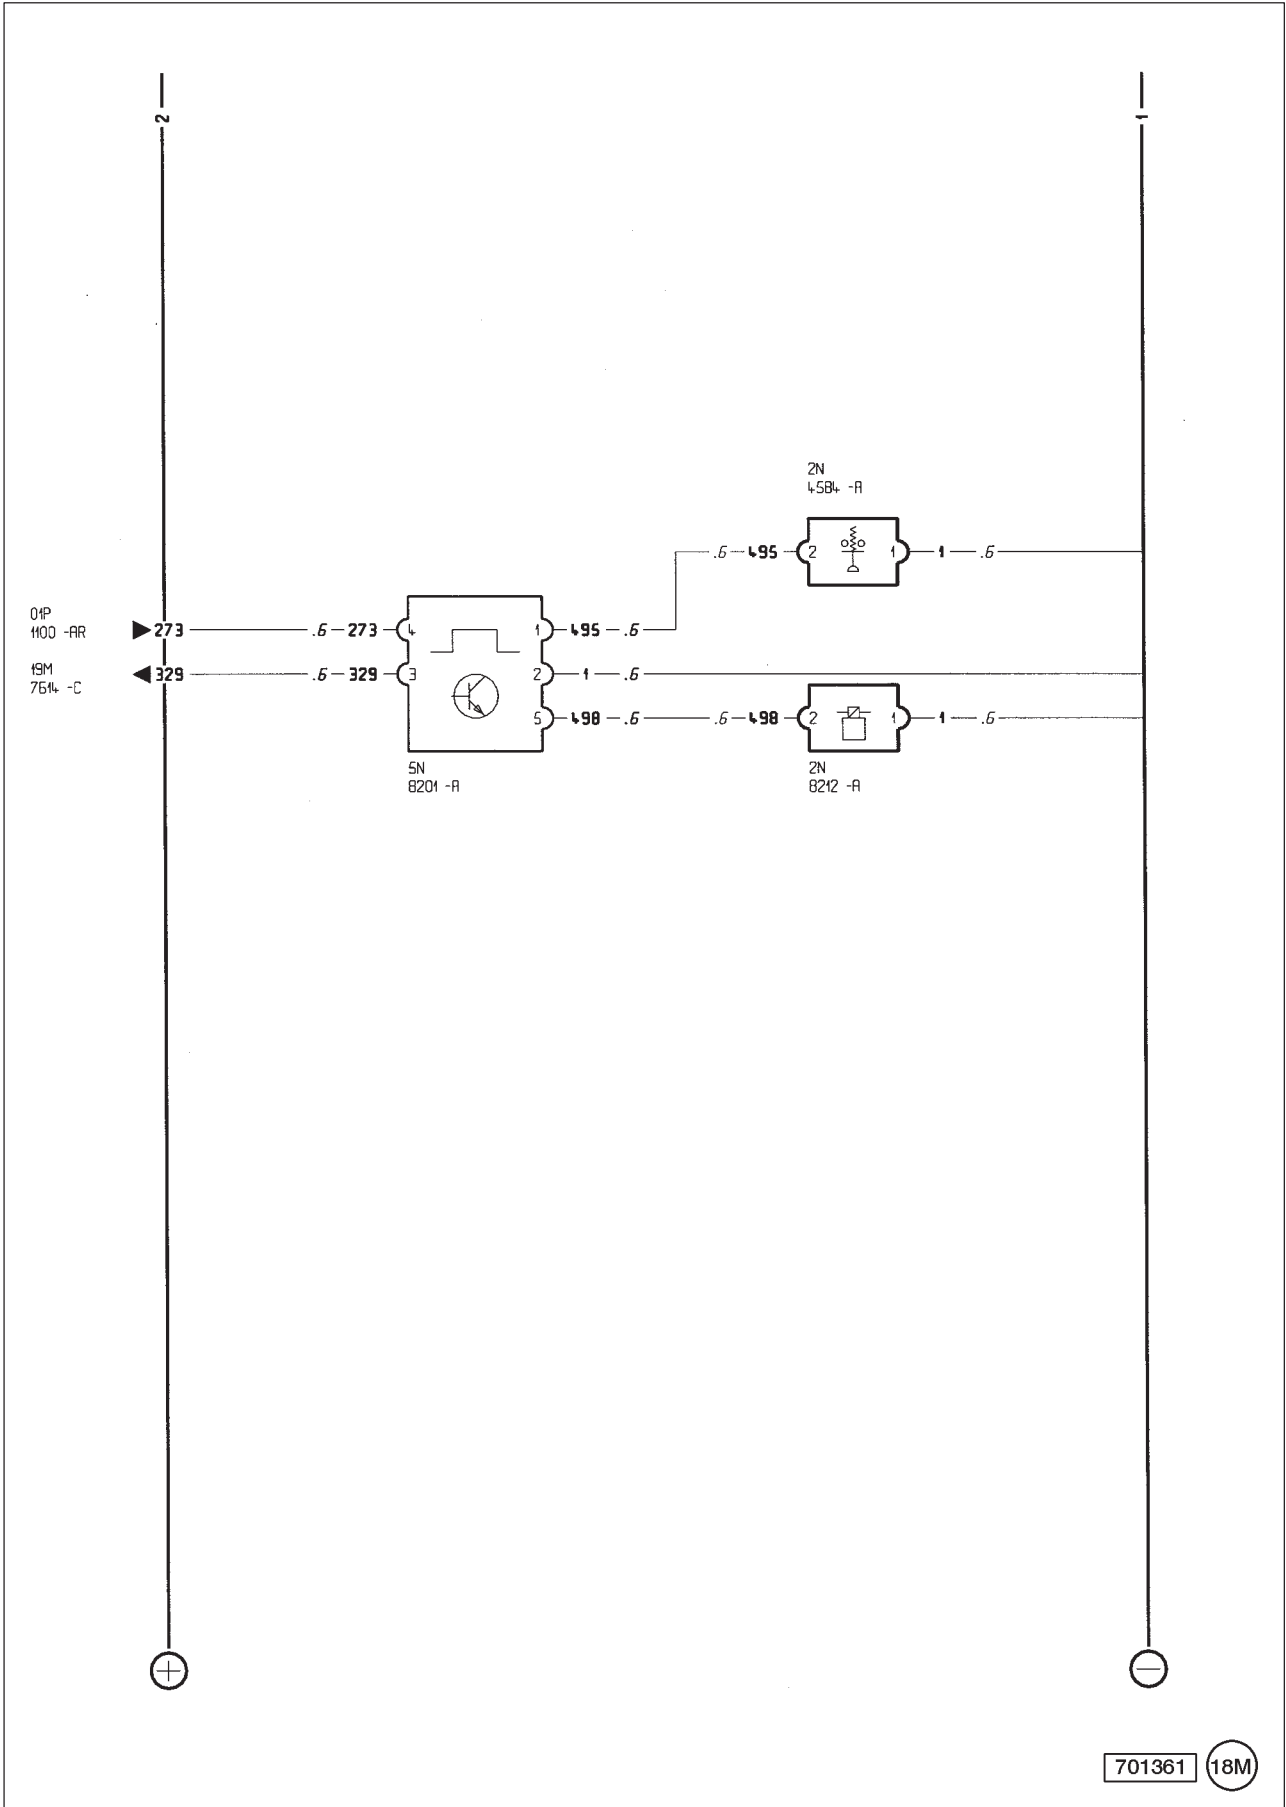 2
1
2N
4584 -A
.6 495 2 1 1 .6
01P
1100 -AR
273 .6 273 4 1 495 .6
19M
7614 -C
329 .6 329 3 2 1 .6
5 498 .6 .6 498 2 1 1 .6
5N
8201 -A
2N
8212 -A
+
−
701361 18M